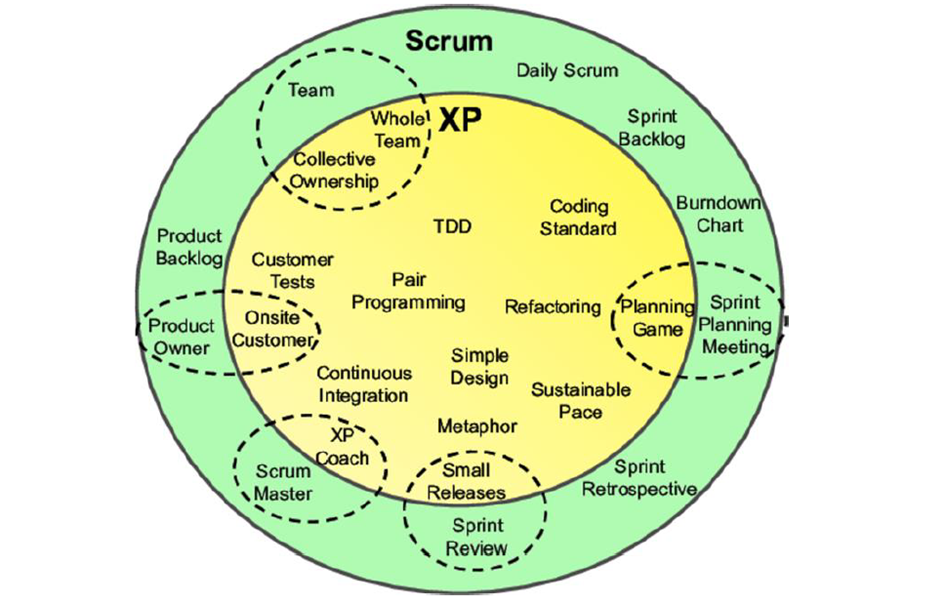 Scrum
Daily Scrum
Team
Whole
Team
XP
Sprint
Backlog
Collective
Ownership
Coding
Standard
Burndown
Chart
TDD
Product
Backlog
Customer
Tests
Pair
Programming
Refactoring
Planning
Game
Sprint
Planning
Meeting
Product
Owner
Onsite
Customer
Simple
Design
Continuous
Integration
Sustainable
Pace
Metaphor
XP
Coach
Scrum
Master
Small
Releases
Sprint
Retrospective
Sprint
Review